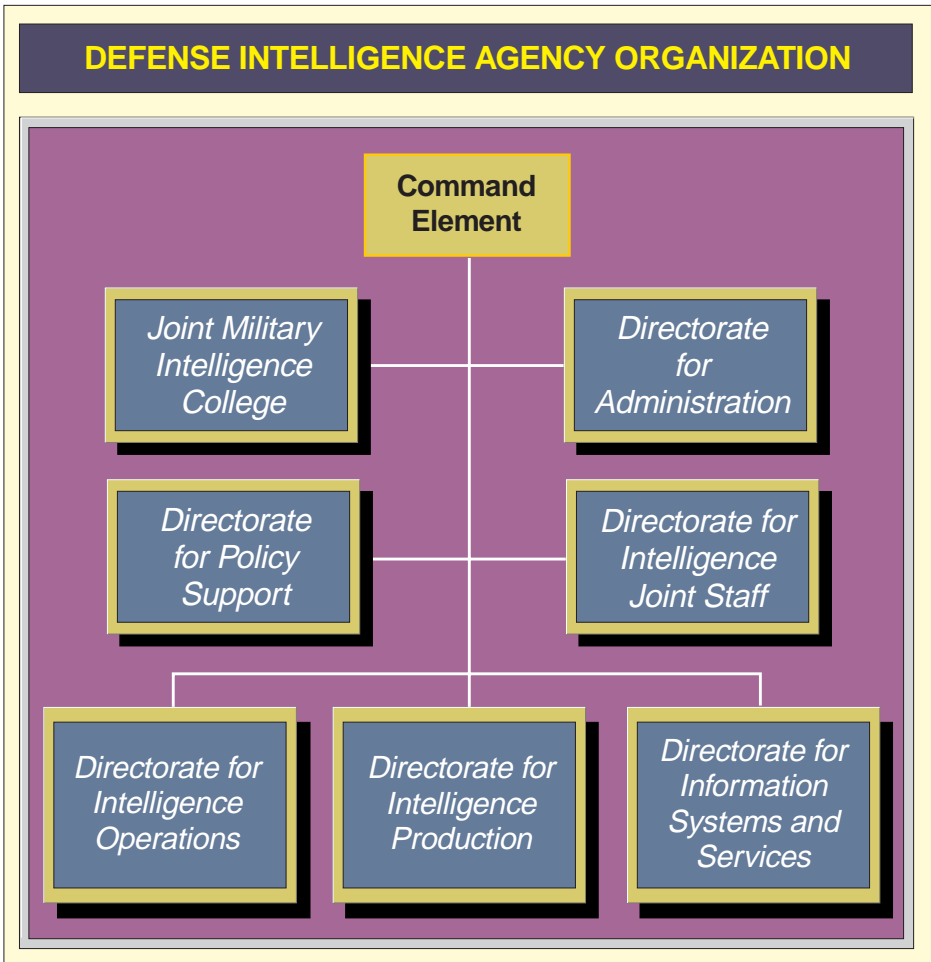 DEFENSE INTELLIGENCE AGENCY ORGANIZATION
Command
Element
Joint Military
Intelligence
College
Directorate
for
Administration
Directorate
for Policy
Support
Directorate for
Intelligence
Joint Staff
Directorate for
Intelligence
Operations
Directorate for
Intelligence
Production
Directorate for
Information
Systems and
Services